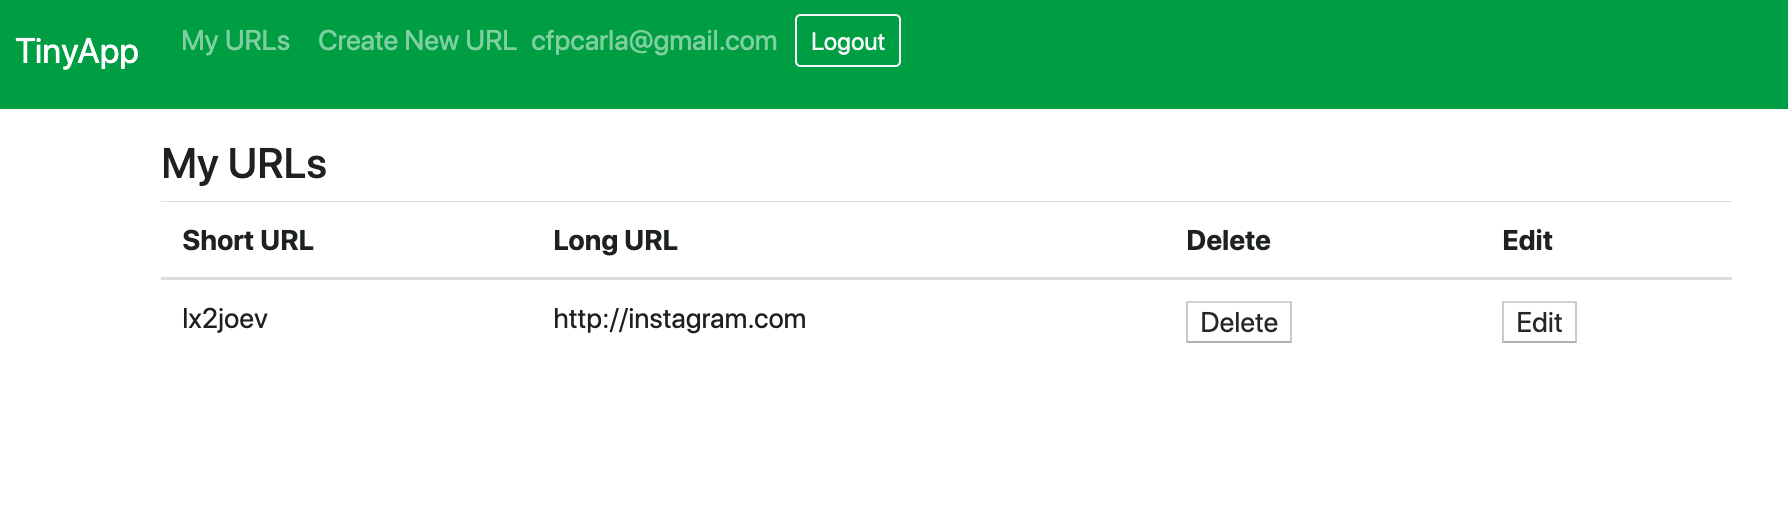 TinyApp My URLs Create New URL cfpcarla@gmail.com Logout
My URLs
Short URL Long URL Delete Edit
lx2joev http://instagram.com Delete Edit